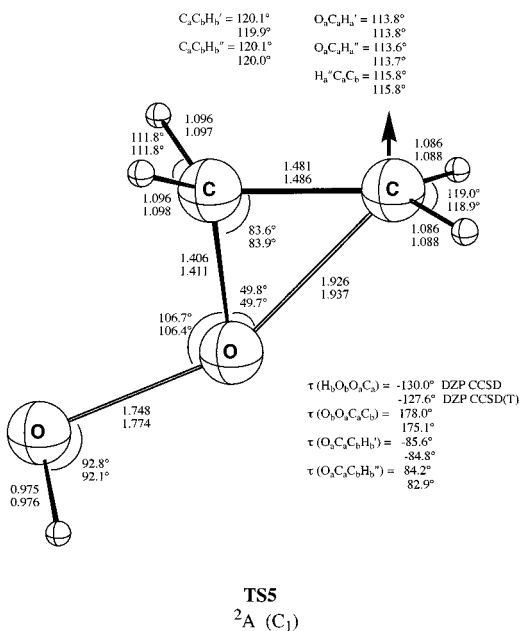 CaCbHb′ = 120.1°
119.9°
CaCbHb″ = 120.1°
120.0°
OaCaHa′ = 113.8°
113.8°
OaCaHa″ = 113.6°
113.7°
Ha″CaCb = 115.8°
115.8°
1.096
1.097
111.8°
111.8°
1.096
1.098
C
1.481
1.486
C
1.086
1.088
119.0°
118.9°
1.086
1.088
83.6°
83.9°
1.406
1.411
1.926
1.937
49.8°
49.7°
106.7°
106.4°
O
1.748
1.774
O
92.8°
92.1°
0.975
0.976
τ (HbObOaCa) = -130.0° DZP CCSD
-127.6° DZP CCSD(T)
τ (ObOaCaCb) = 178.0°
175.1°
τ (OaCaCbHb′) = -85.6°
-84.8°
τ (OaCaCbHb″) = 84.2°
82.9°
TS5
²A (C₁)